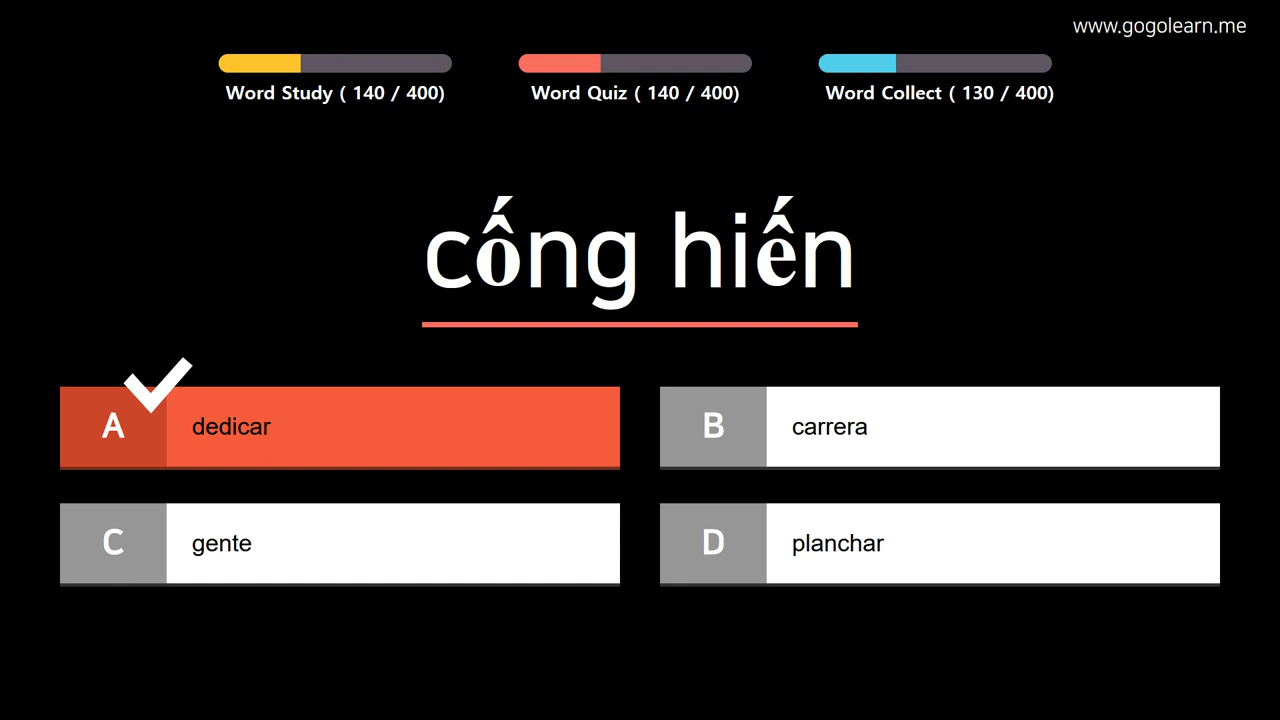 www.gogolearn.me
Word Study ( 140 / 400)
Word Quiz ( 140 / 400)
Word Collect ( 130 / 400)
cống hiến
A dedicar
B carrera
C gente
D planchar